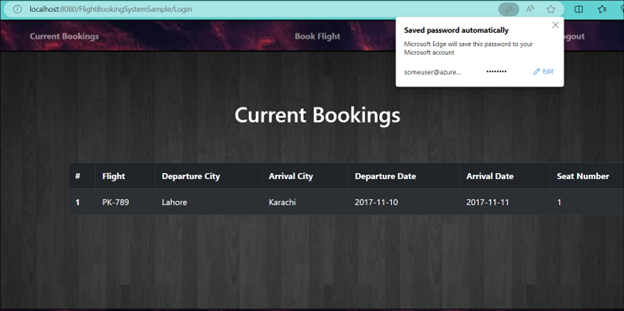 localhost:8080/FlightBookingSystemSample/Login
Saved password automatically
Microsoft Edge will save this password to your
Microsoft account
someuser@azure... •••••••• Edit
Current Bookings Book Flight
Current Bookings
# Flight Departure City Arrival City Departure Date Arrival Date Seat Number
1 PK-789 Lahore Karachi 2017-11-10 2017-11-11 1